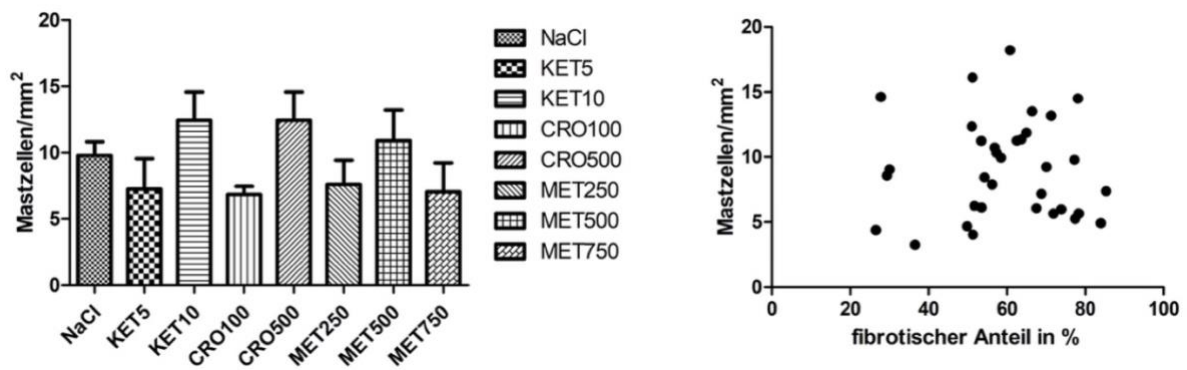 Mastzellen/mm²
20
15
10
5
0
NaCl
KET5
KET10
CRO100
CRO500
MET250
MET500
MET750
NaCl
KET5
KET10
CRO100
CRO500
MET250
MET500
MET750
Mastzellen/mm²
20
15
10
5
0
0 20 40 60 80 100
fibrotischer Anteil in %